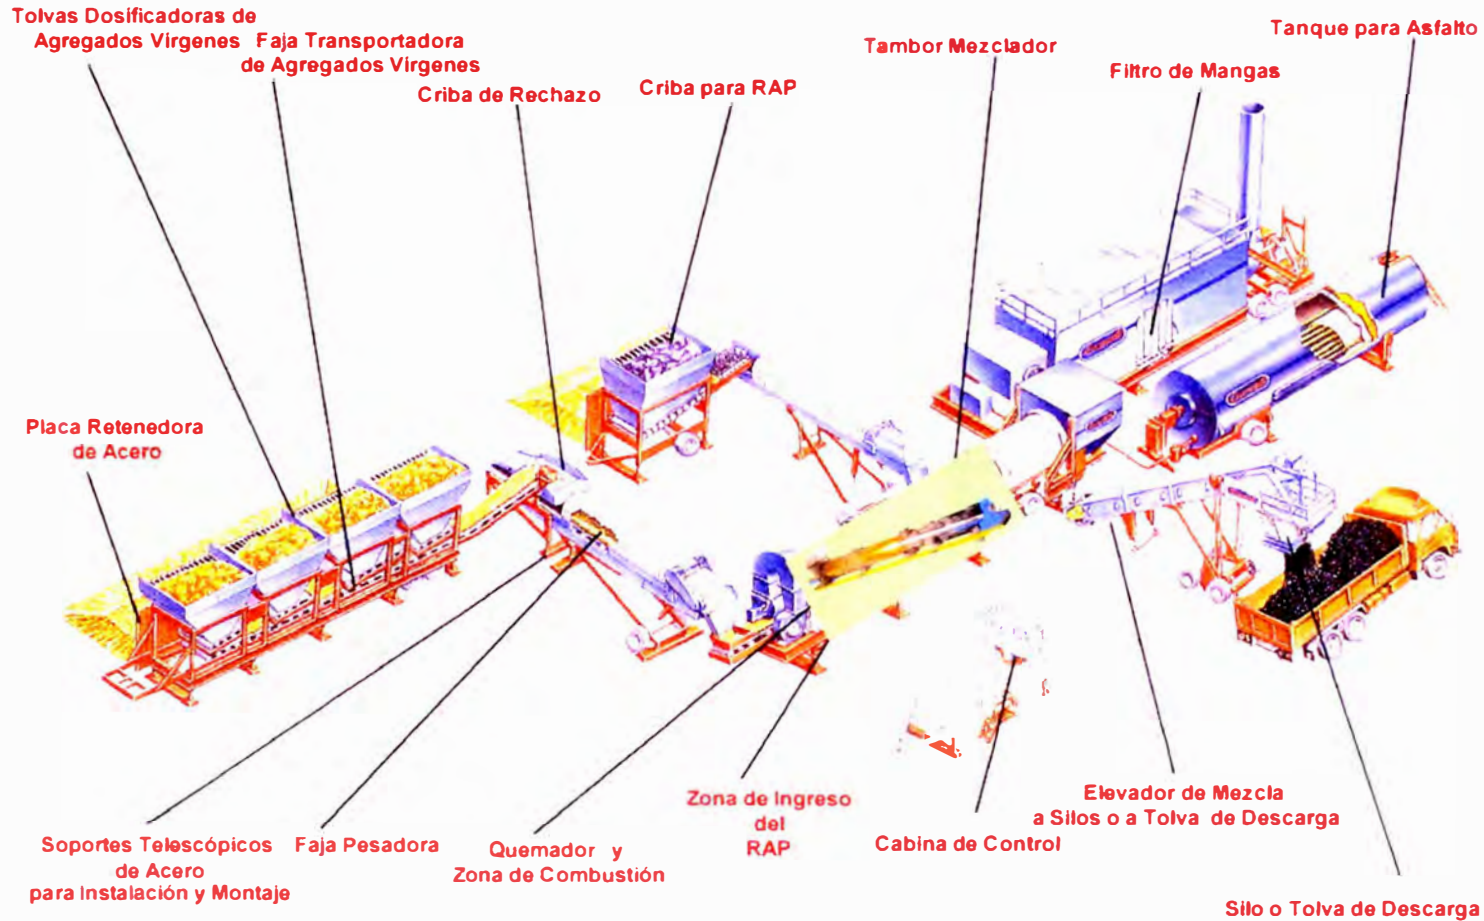 Tolvas Dosificadoras de
Agregados Vírgenes
Faja Transportadora
de Agregados Vírgenes
Criba de Rechazo
Criba para RAP
Tambor Mezclador
Filtro de Mangas
Tanque para Asfalto
Placa Retenedora
de Acero
Soportes Telescópicos
de Acero
para Instalación y Montaje
Faja Pesadora
Quemador y
Zona de Combustión
Zona de Ingreso
del
RAP
Cabina de Control
Elevador de Mezcla
a Silos o a Tolva de Descarga
Silo o Tolva de Descarga